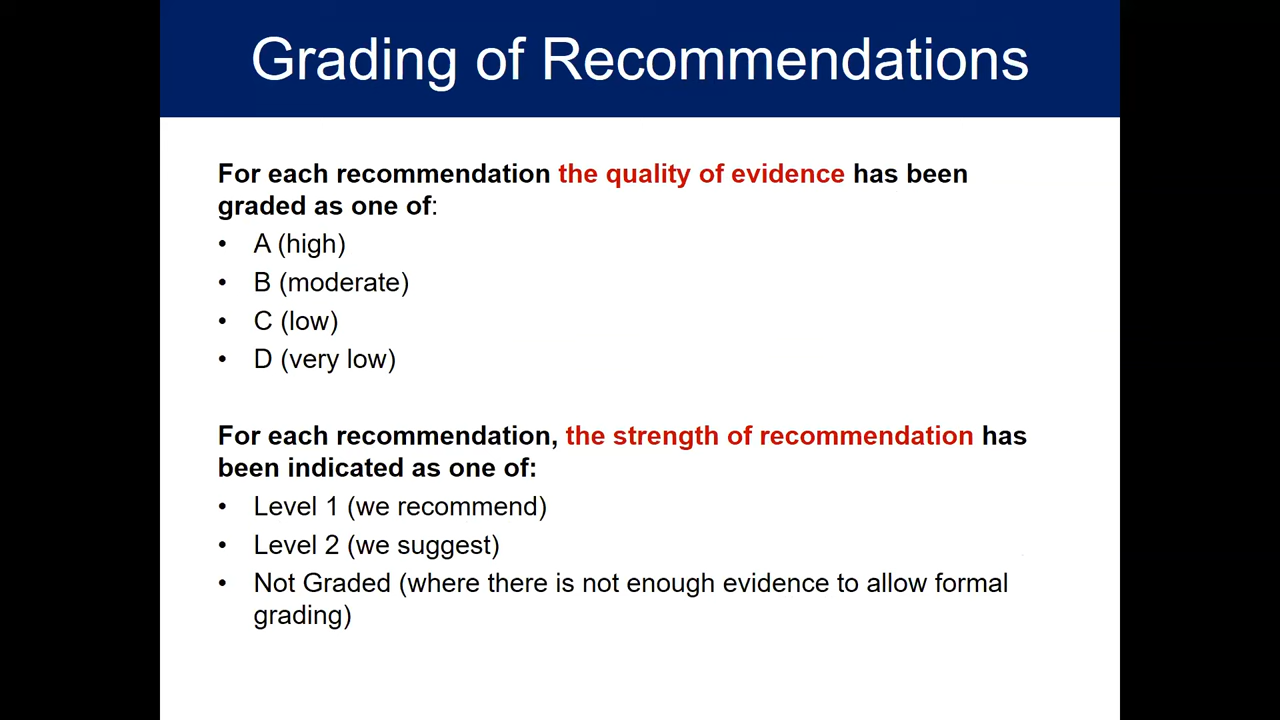 Grading of Recommendations
For each recommendation the quality of evidence has been
graded as one of:
• A (high)
• B (moderate)
• C (low)
• D (very low)
For each recommendation, the strength of recommendation has
been indicated as one of:
• Level 1 (we recommend)
• Level 2 (we suggest)
• Not Graded (where there is not enough evidence to allow formal
grading)